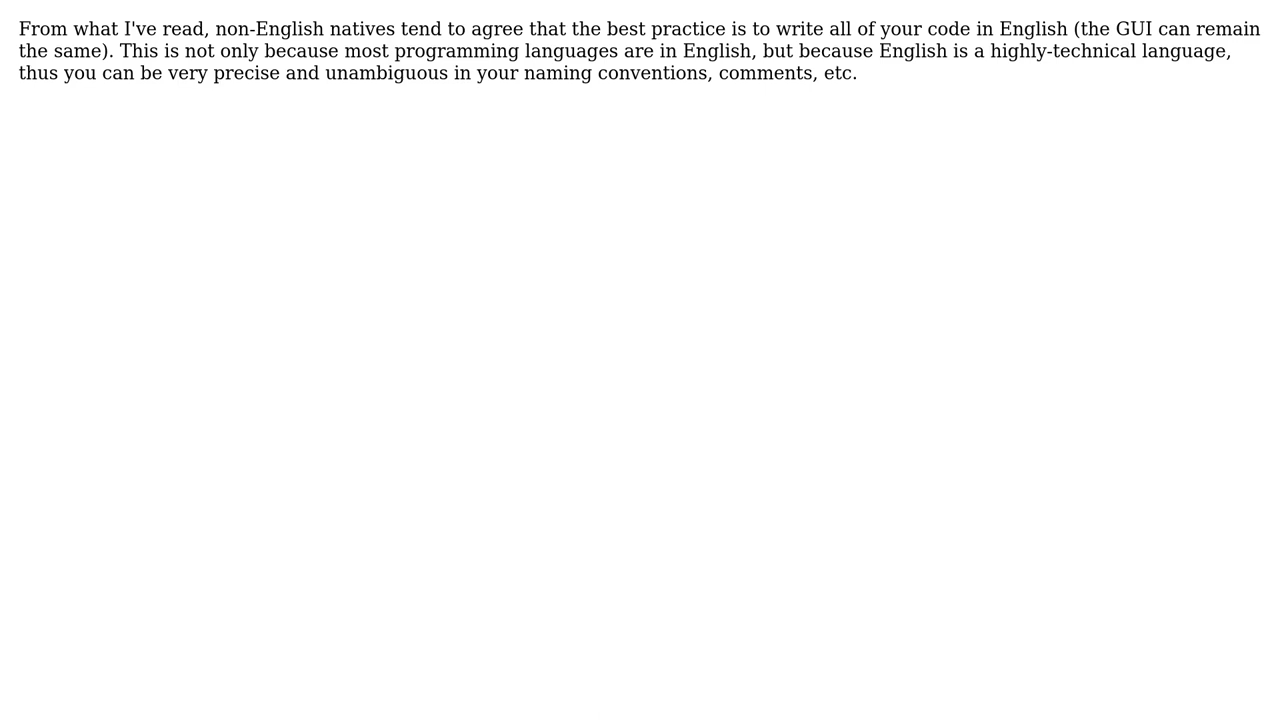 From what I've read, non-English natives tend to agree that the best practice is to write all of your code in English (the GUI can remain
the same). This is not only because most programming languages are in English, but because English is a highly-technical language,
thus you can be very precise and unambiguous in your naming conventions, comments, etc.